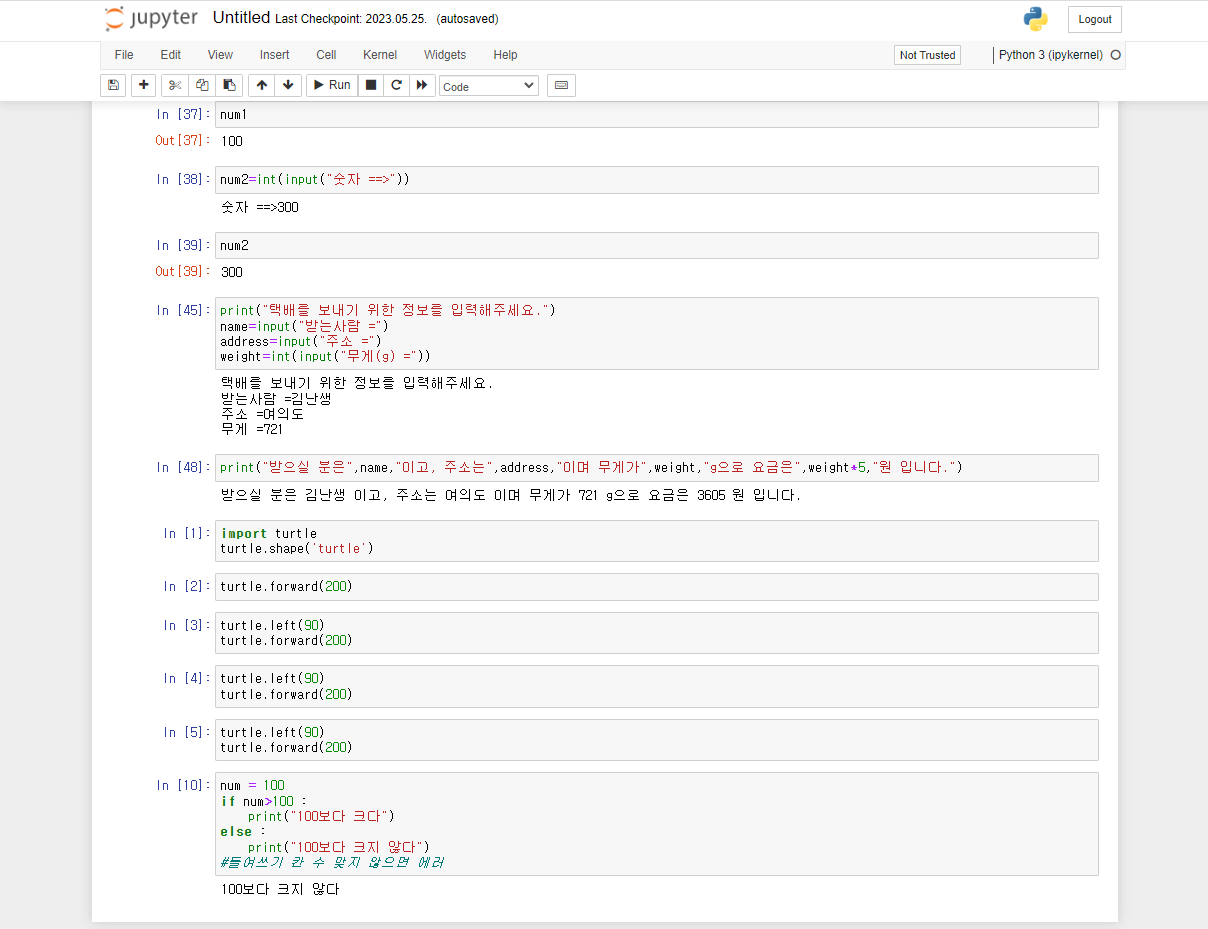 jupyter Untitled Last Checkpoint: 2023.05.25. (autosaved) Logout
File Edit View Insert Cell Kernel Widgets Help Not Trusted Python 3 (ipykernel)
Run Code
In [37]: num1
Out[37]: 100
In [38]: num2=int(input("숫자 ==>"))
숫자 ==>300
In [39]: num2
Out[39]: 300
In [45]: print("택배를 보내기 위한 정보를 입력해주세요.")
name=input("받는사람 =")
address=input("주소 =")
weight=int(input("무게(g) ="))
택배를 보내기 위한 정보를 입력해주세요.
받는사람 =김난생
주소 =여의도
무게 =721
In [48]: print("받으실 분은",name,"이고, 주소는",address,"이며 무게가",weight,"g으로 요금은",weight*5,"원 입니다.")
받으실 분은 김난생 이고, 주소는 여의도 이며 무게가 721 g으로 요금은 3605 원 입니다.
In [1]: import turtle
turtle.shape('turtle')
In [2]: turtle.forward(200)
In [3]: turtle.left(90)
turtle.forward(200)
In [4]: turtle.left(90)
turtle.forward(200)
In [5]: turtle.left(90)
turtle.forward(200)
In [10]: num = 100
if num>100 :
    print("100보다 크다")
else :
    print("100보다 크지 않다")
#들여쓰기 칸 수 맞지 않으면 에러
100보다 크지 않다